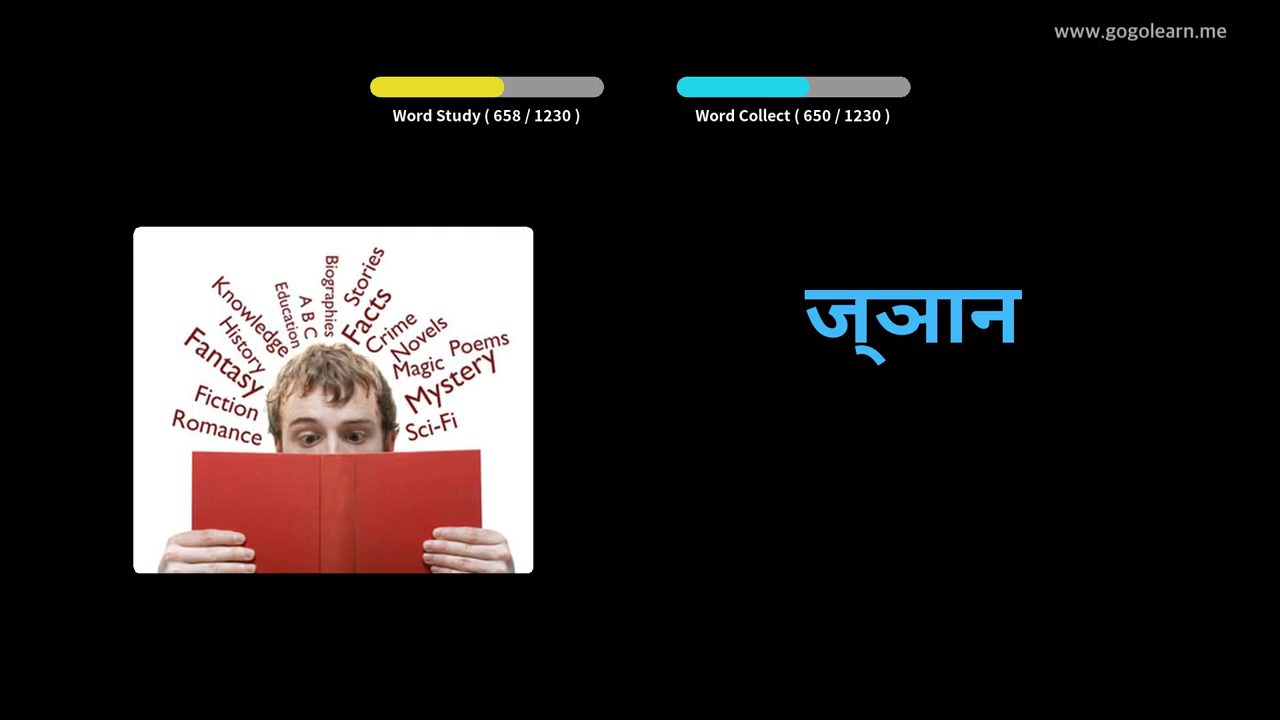 www.gogolearn.me
Word Study ( 658 / 1230 )
Word Collect ( 650 / 1230 )
Romance
Fiction
Fantasy
History
Knowledge
Education
A B C
Biographies
Stories
Facts
Crime
Novels
Magic
Poems
Mystery
Sci-Fi
ज्‌ञान